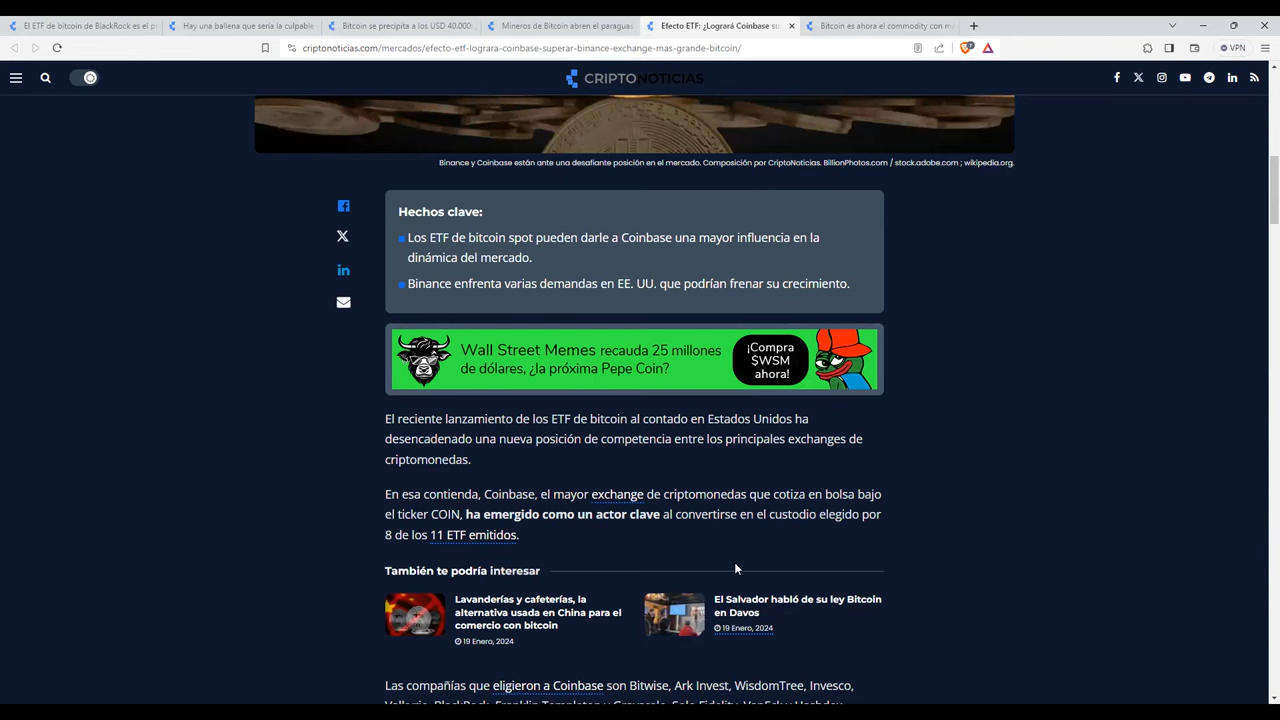 El ETF de bitcoin de BlackRock es el p
Hay una ballena que sería la culpable
Bitcoin se precipita a los USD 40.000:
Mineros de Bitcoin abren el paraguas
Efecto ETF: ¿Logrará Coinbase su
Bitcoin es ahora el commodity con m
criptonoticias.com/mercados/efecto-etf-lograra-coinbase-superar-binance-exchange-mas-grande-bitcoin/
VPN
CRIPTONOTICIAS
Binance y Coinbase están ante una desafiante posición en el mercado. Composición por CriptoNoticias. BillionPhotos.com / stock.adobe.com ; wikipedia.org.
Hechos clave:
Los ETF de bitcoin spot pueden darle a Coinbase una mayor influencia en la
dinámica del mercado.
Binance enfrenta varias demandas en EE. UU. que podrían frenar su crecimiento.
Wall Street Memes recauda 25 millones
de dólares, ¿la próxima Pepe Coin?
¡Compra
$WSM
ahora!
El reciente lanzamiento de los ETF de bitcoin al contado en Estados Unidos ha
desencadenado una nueva posición de competencia entre los principales exchanges de
criptomonedas.
En esa contienda, Coinbase, el mayor exchange de criptomonedas que cotiza en bolsa bajo
el ticker COIN, ha emergido como un actor clave al convertirse en el custodio elegido por
8 de los 11 ETF emitidos.
También te podría interesar
Lavanderías y cafeterías, la
alternativa usada en China para el
comercio con bitcoin
19 Enero, 2024
El Salvador habló de su ley Bitcoin
en Davos
19 Enero, 2024
Las compañías que eligieron a Coinbase son Bitwise, Ark Invest, WisdomTree, Invesco,
BlackRock, Franklin Templeton y Grayscale. Solo Fidelity, VanEck y Hashdex